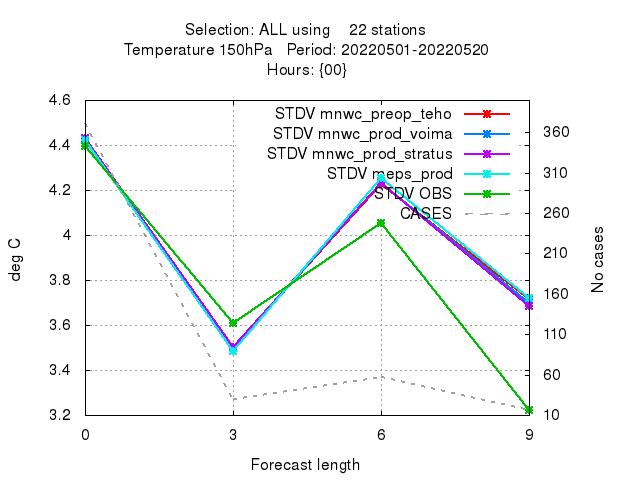 Selection: ALL using 22 stations
Temperature 150hPa Period: 20220501-20220520
Hours: {00}
STDV mnwc_preop_teho
STDV mnwc_prod_voima
STDV mnwc_prod_stratus
STDV meps_prod
STDV OBS
CASES
4.6
4.4
4.2
4
3.8
3.6
3.4
3.2
deg C
360
310
260
210
160
110
60
10
No cases
0 3 6 9
Forecast length